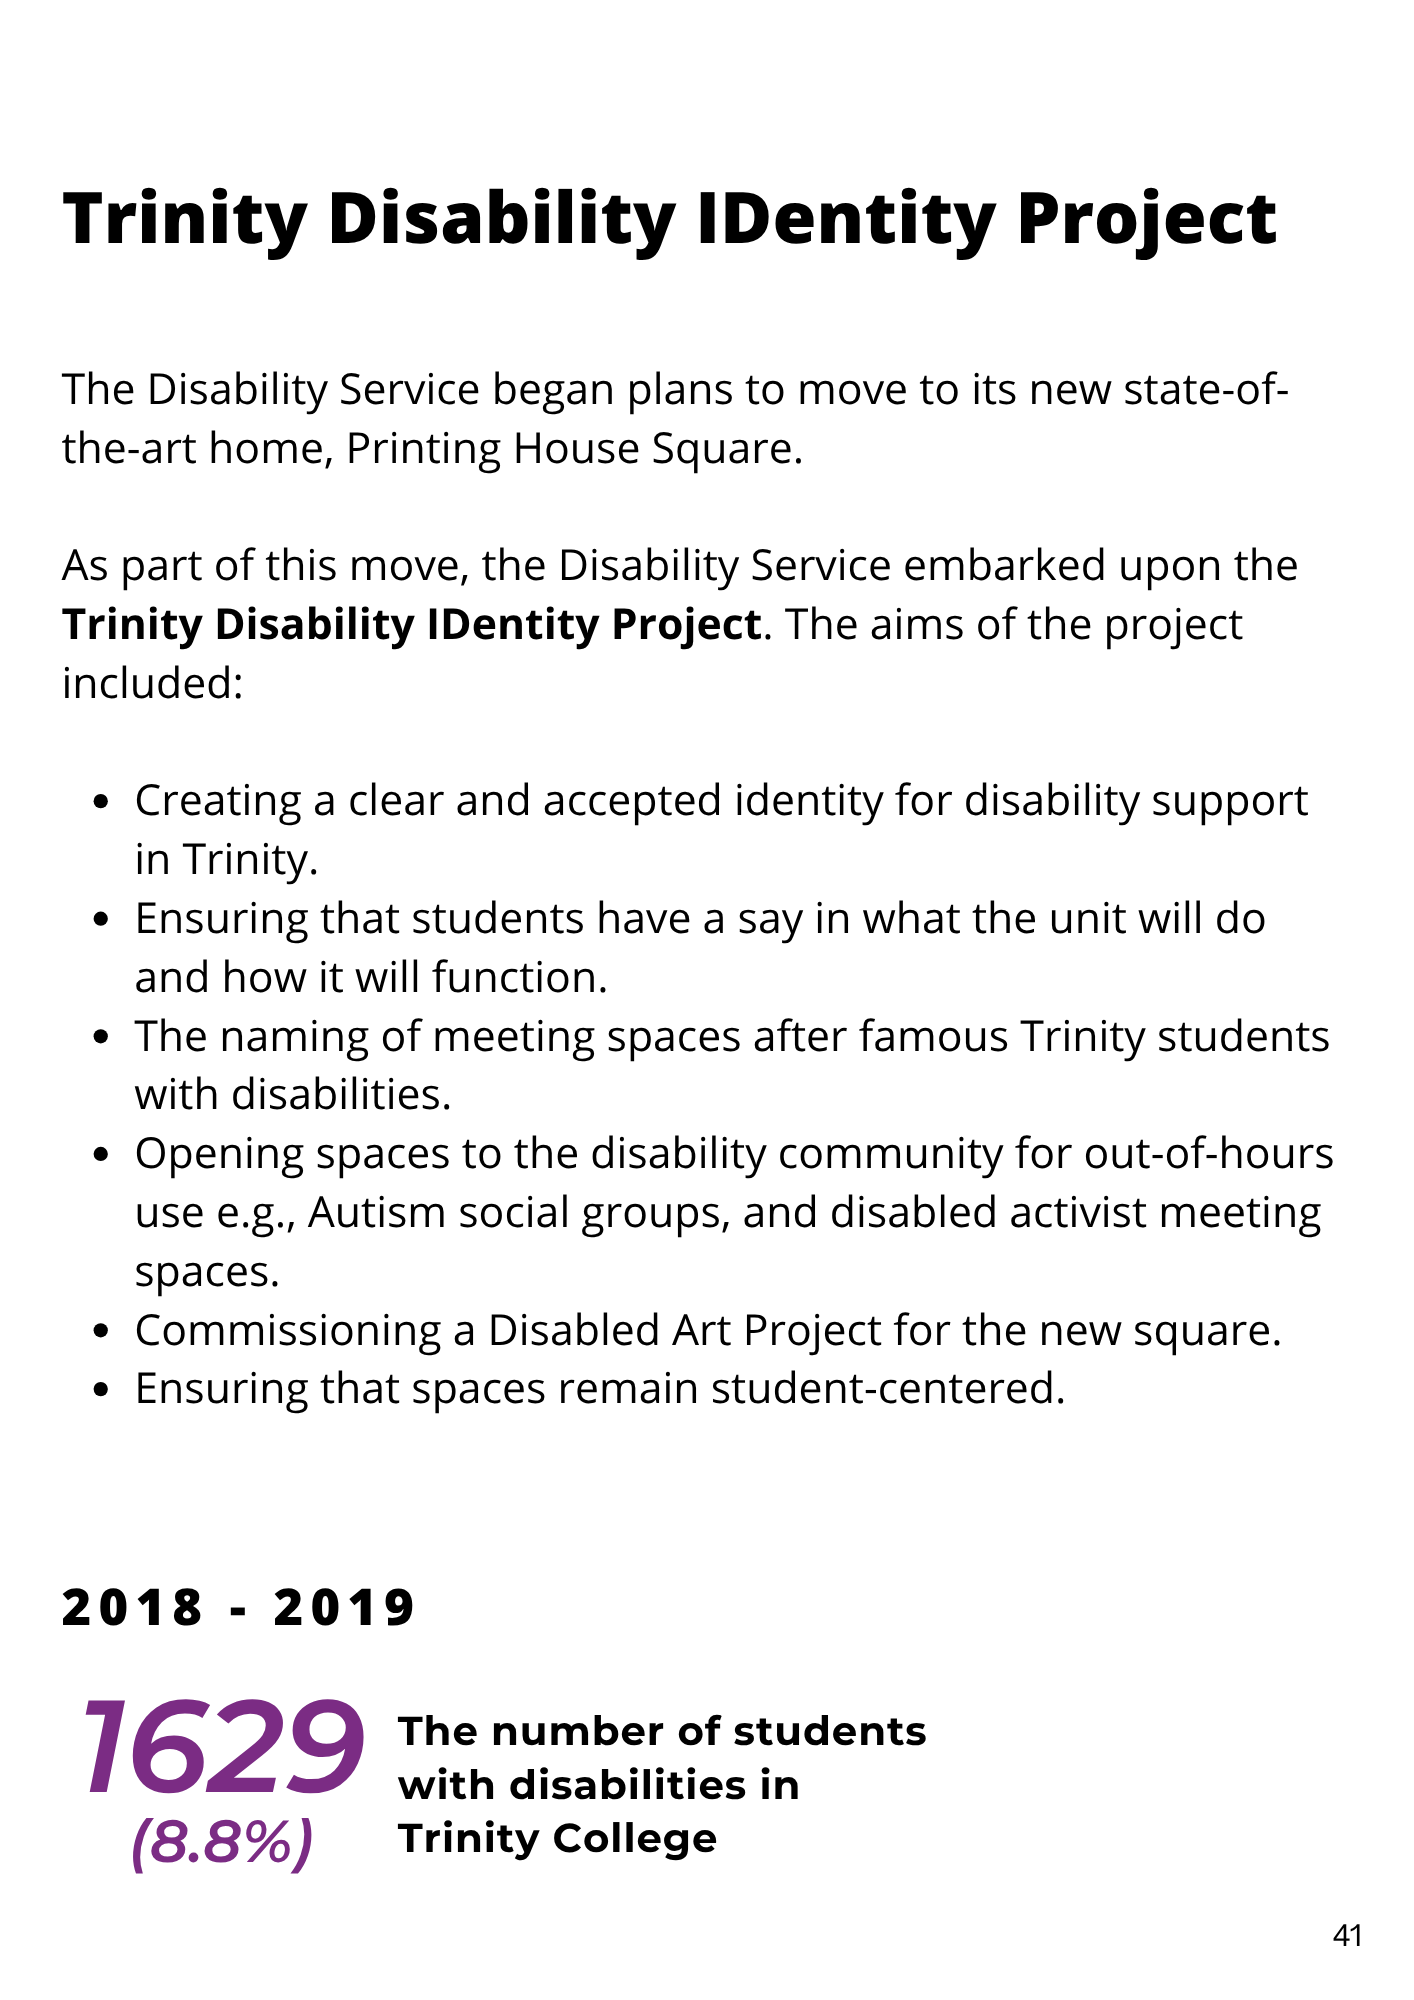 Trinity Disability IDentity Project
The Disability Service began plans to move to its new state-of-
the-art home, Printing House Square.
As part of this move, the Disability Service embarked upon the
Trinity Disability IDentity Project. The aims of the project
included:
• Creating a clear and accepted identity for disability support
in Trinity.
• Ensuring that students have a say in what the unit will do
and how it will function.
• The naming of meeting spaces after famous Trinity students
with disabilities.
• Opening spaces to the disability community for out-of-hours
use e.g., Autism social groups, and disabled activist meeting
spaces.
• Commissioning a Disabled Art Project for the new square.
• Ensuring that spaces remain student-centered.
2018 - 2019
1629
(8.8%)
The number of students
with disabilities in
Trinity College
41